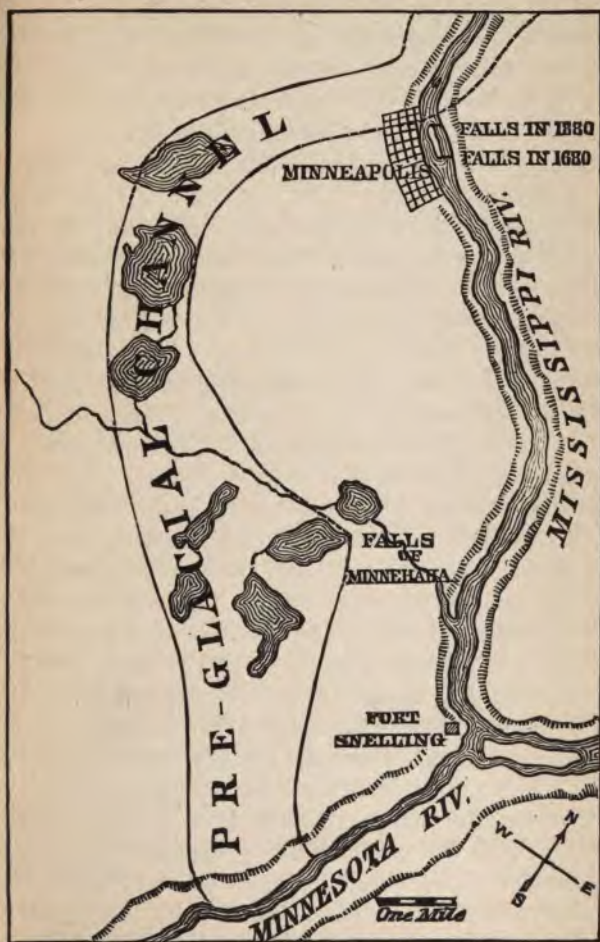 FALLS IN 1880
FALLS IN 1680
MINNEAPOLIS
MISSISSIPPI RIV.
PRE-GLACIAL CHANNEL
FALLS
OF
MINNEHAHA
FORT
SNELLING
MINNESOTA RIV.
N
W
E
S
One Mile